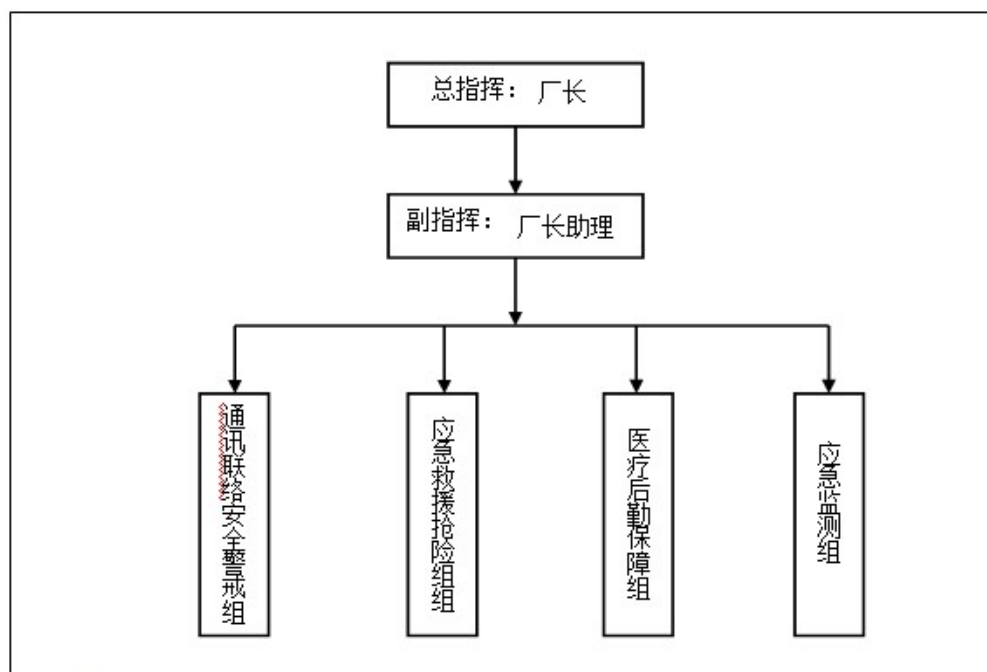 总指挥： 厂长
副指挥： 厂长助理
通讯联络安全警戒组
应急救援抢险组组
医疗后勤保障组
应急监测组